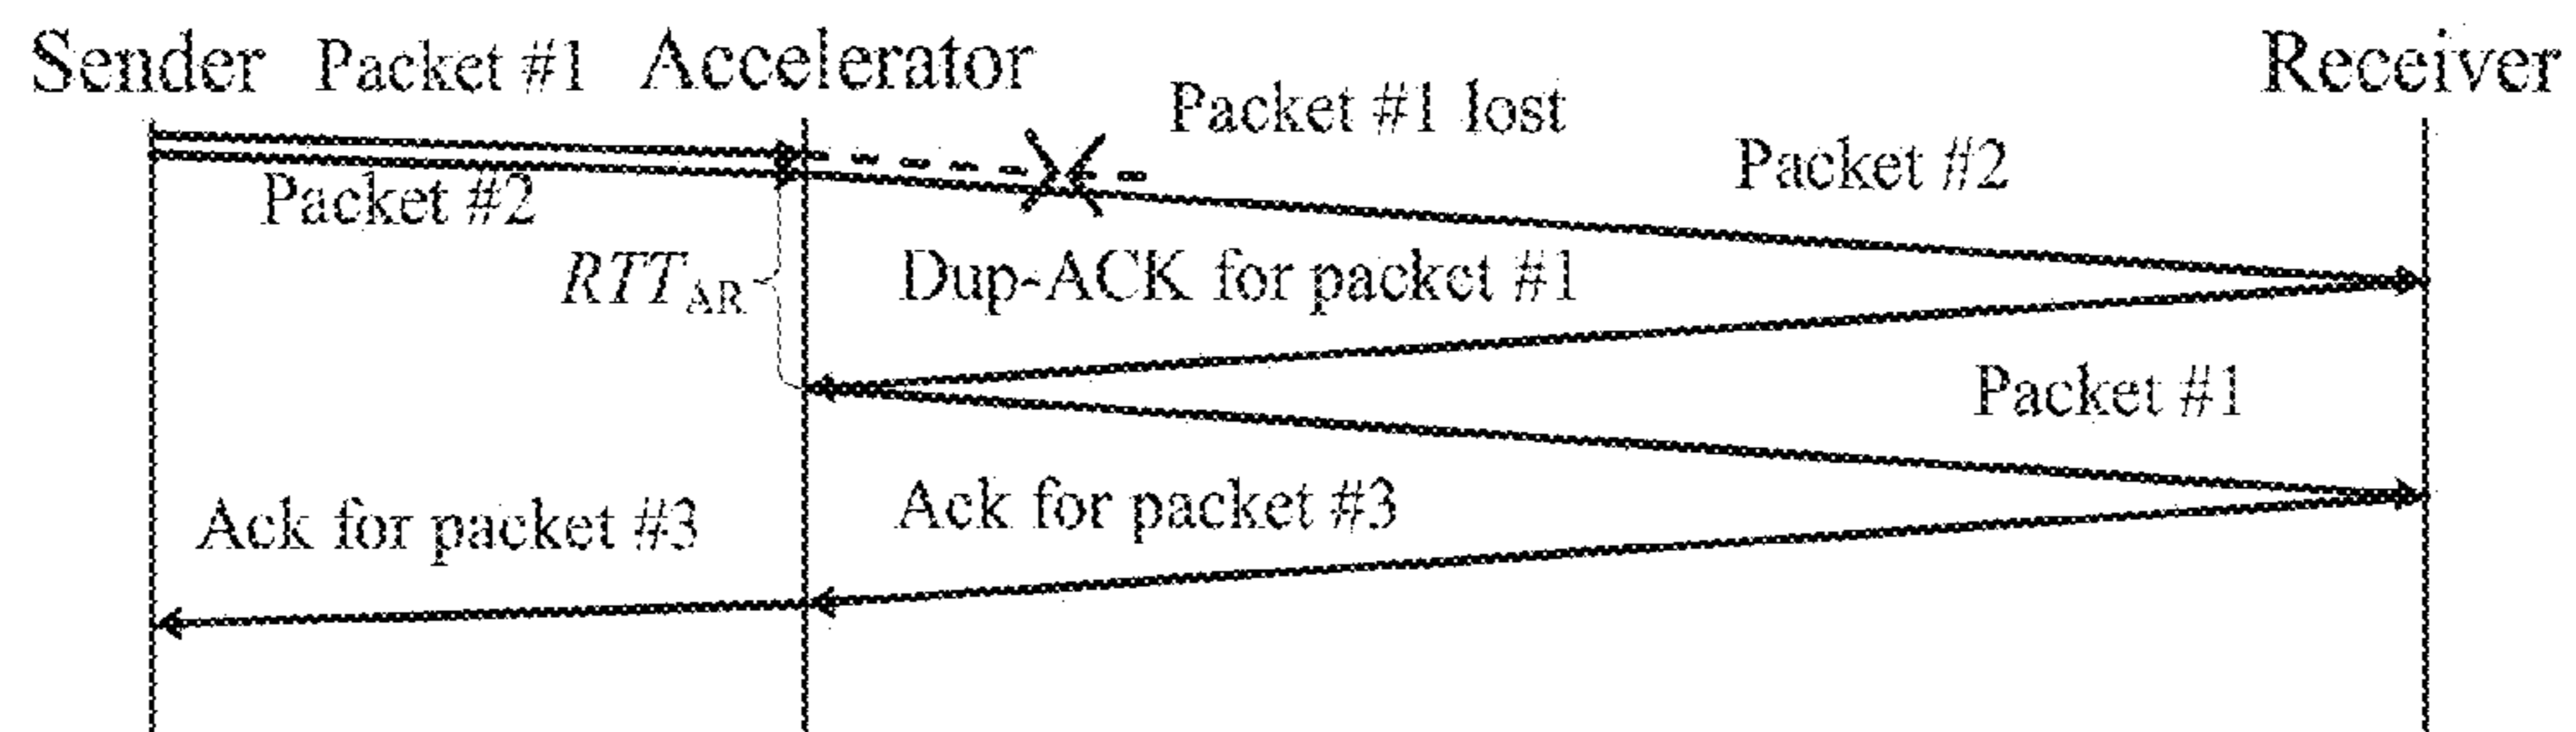 Sender Packet #1 Accelerator Receiver
Packet #1 lost
Packet #2
Packet #2
RTT_AR
Dup-ACK for packet #1
Packet #1
Ack for packet #3
Ack for packet #3